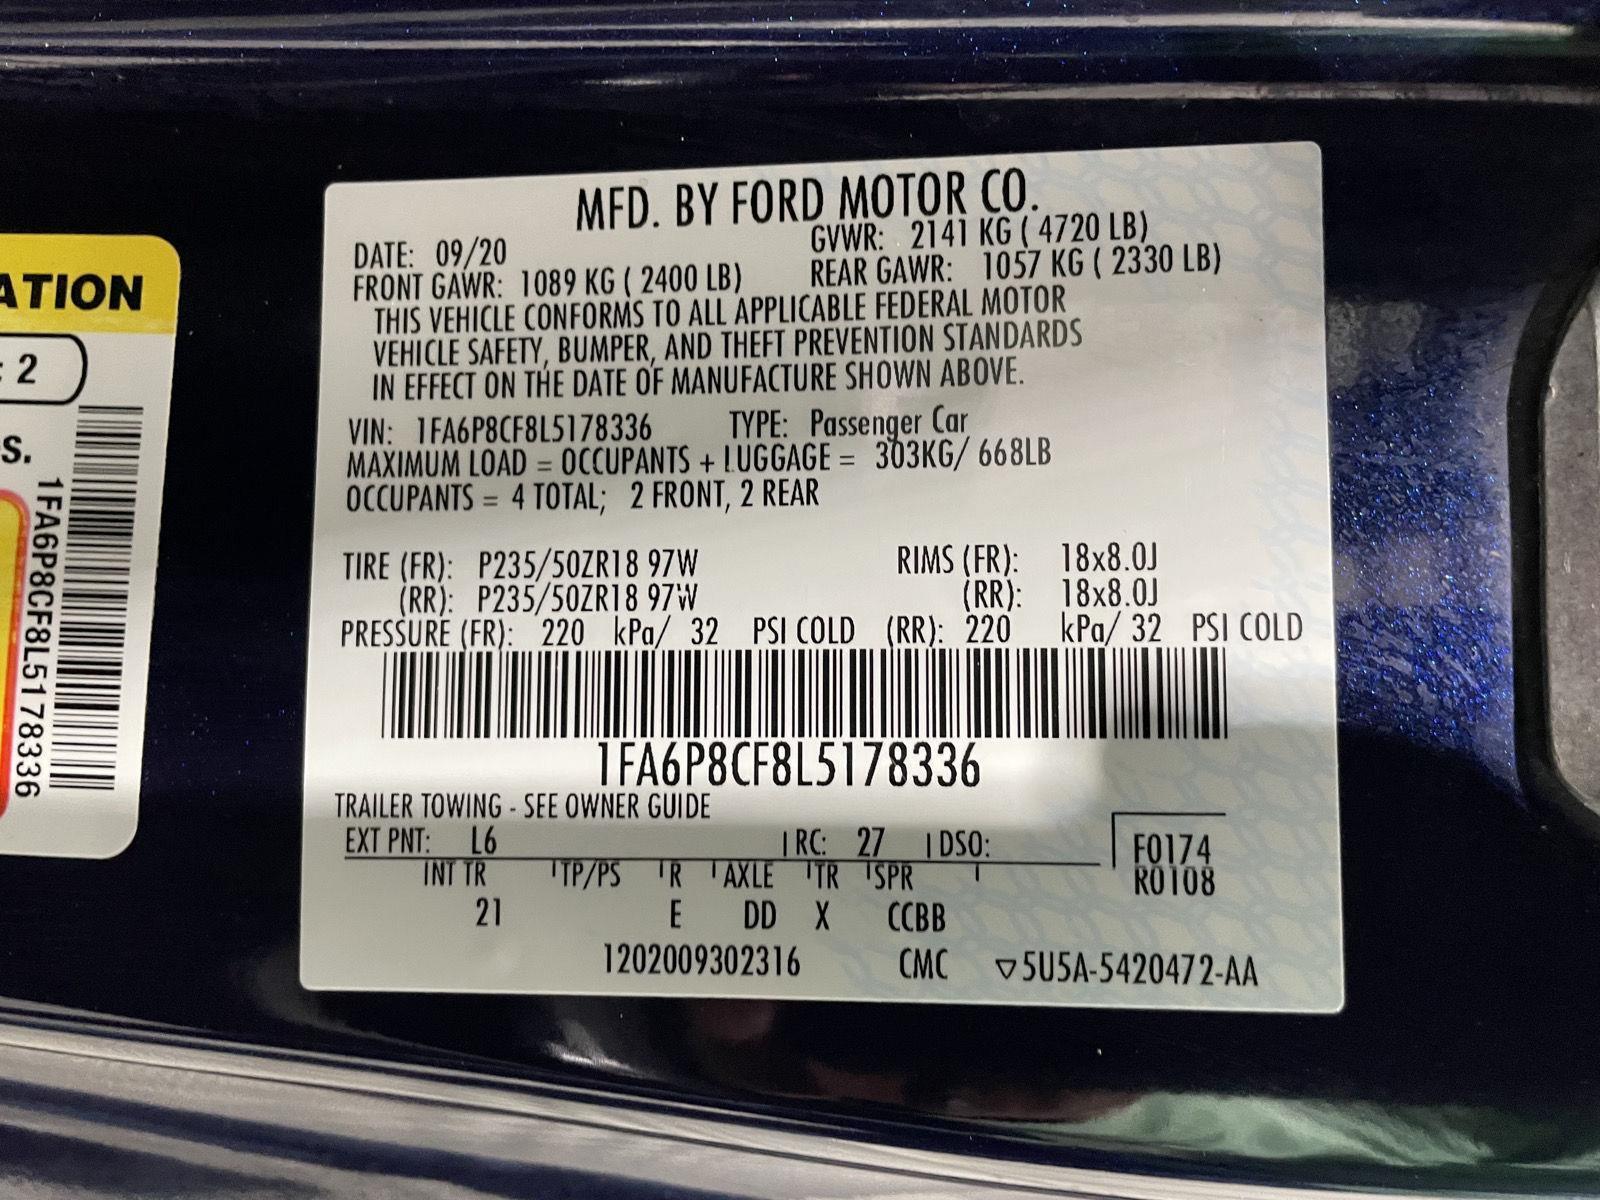 MFD. BY FORD MOTOR CO.
DATE: 09/20 GVWR: 2141 KG ( 4720 LB)
FRONT GAWR: 1089 KG ( 2400 LB) REAR GAWR: 1057 KG ( 2330 LB)
THIS VEHICLE CONFORMS TO ALL APPLICABLE FEDERAL MOTOR
VEHICLE SAFETY, BUMPER, AND THEFT PREVENTION STANDARDS
IN EFFECT ON THE DATE OF MANUFACTURE SHOWN ABOVE.
VIN: 1FA6P8CF8L5178336 TYPE: Passenger Car
MAXIMUM LOAD = OCCUPANTS + LUGGAGE = 303KG/ 668LB
OCCUPANTS = 4 TOTAL; 2 FRONT, 2 REAR
TIRE (FR): P235/50ZR18 97W RIMS (FR): 18x8.0J
(RR): P235/50ZR18 97W (RR): 18x8.0J
PRESSURE (FR): 220 kPa/ 32 PSI COLD (RR): 220 kPa/ 32 PSI COLD
1FA6P8CF8L5178336
TRAILER TOWING - SEE OWNER GUIDE
EXT PNT: L6 RC: 27 DSO:
F0174
R0108
INT TR TP/PS R AXLE TR SPR
21 E DD X CCBB
1202009302316 CMC ▽5U5A-5420472-AA
ATION
: 2
s.
1FA6P8CF8L5178336